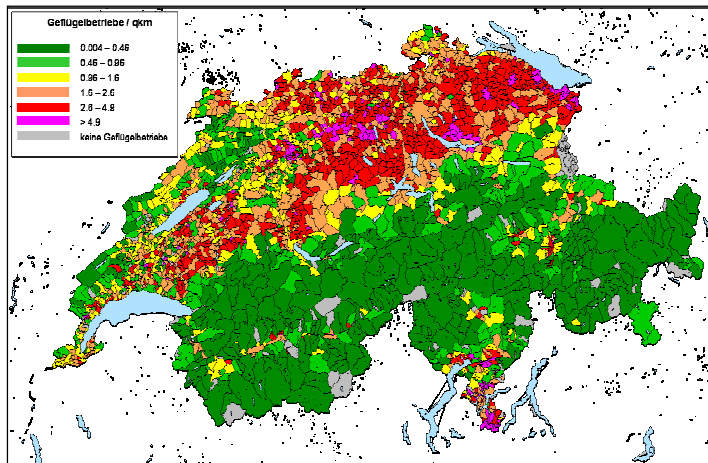 Geflügelbetriebe / qkm
0.004 – 0.46
0.46 – 0.96
0.96 – 1.6
1.6 – 2.6
2.6 – 4.9
> 4.9
keine Geflügelbetriebe